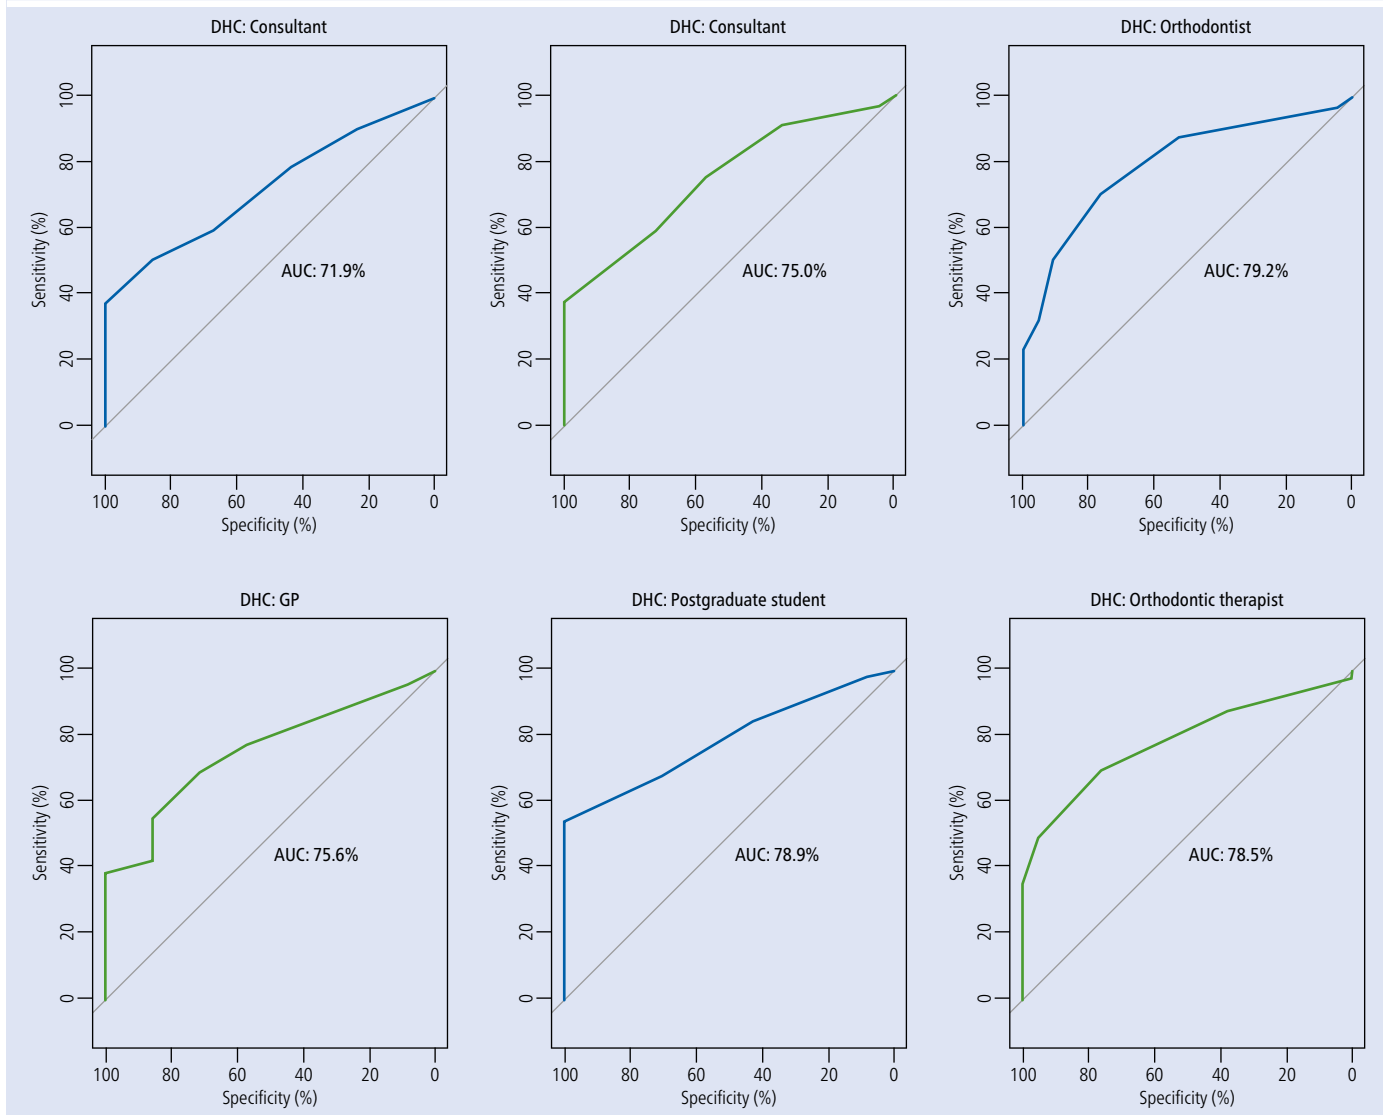 DHC: Consultant
Sensitivity (%)
100
80
60
40
20
0
AUC: 71.9%
100 80 60 40 20 0
Specificity (%)
DHC: Consultant
Sensitivity (%)
100
80
60
40
20
0
AUC: 75.0%
100 80 60 40 20 0
Specificity (%)
DHC: Orthodontist
Sensitivity (%)
100
80
60
40
20
0
AUC: 79.2%
100 80 60 40 20 0
Specificity (%)
DHC: GP
Sensitivity (%)
100
80
60
40
20
0
AUC: 75.6%
100 80 60 40 20 0
Specificity (%)
DHC: Postgraduate student
Sensitivity (%)
100
80
60
40
20
0
AUC: 78.9%
100 80 60 40 20 0
Specificity (%)
DHC: Orthodontic therapist
Sensitivity (%)
100
80
60
40
20
0
AUC: 78.5%
100 80 60 40 20 0
Specificity (%)